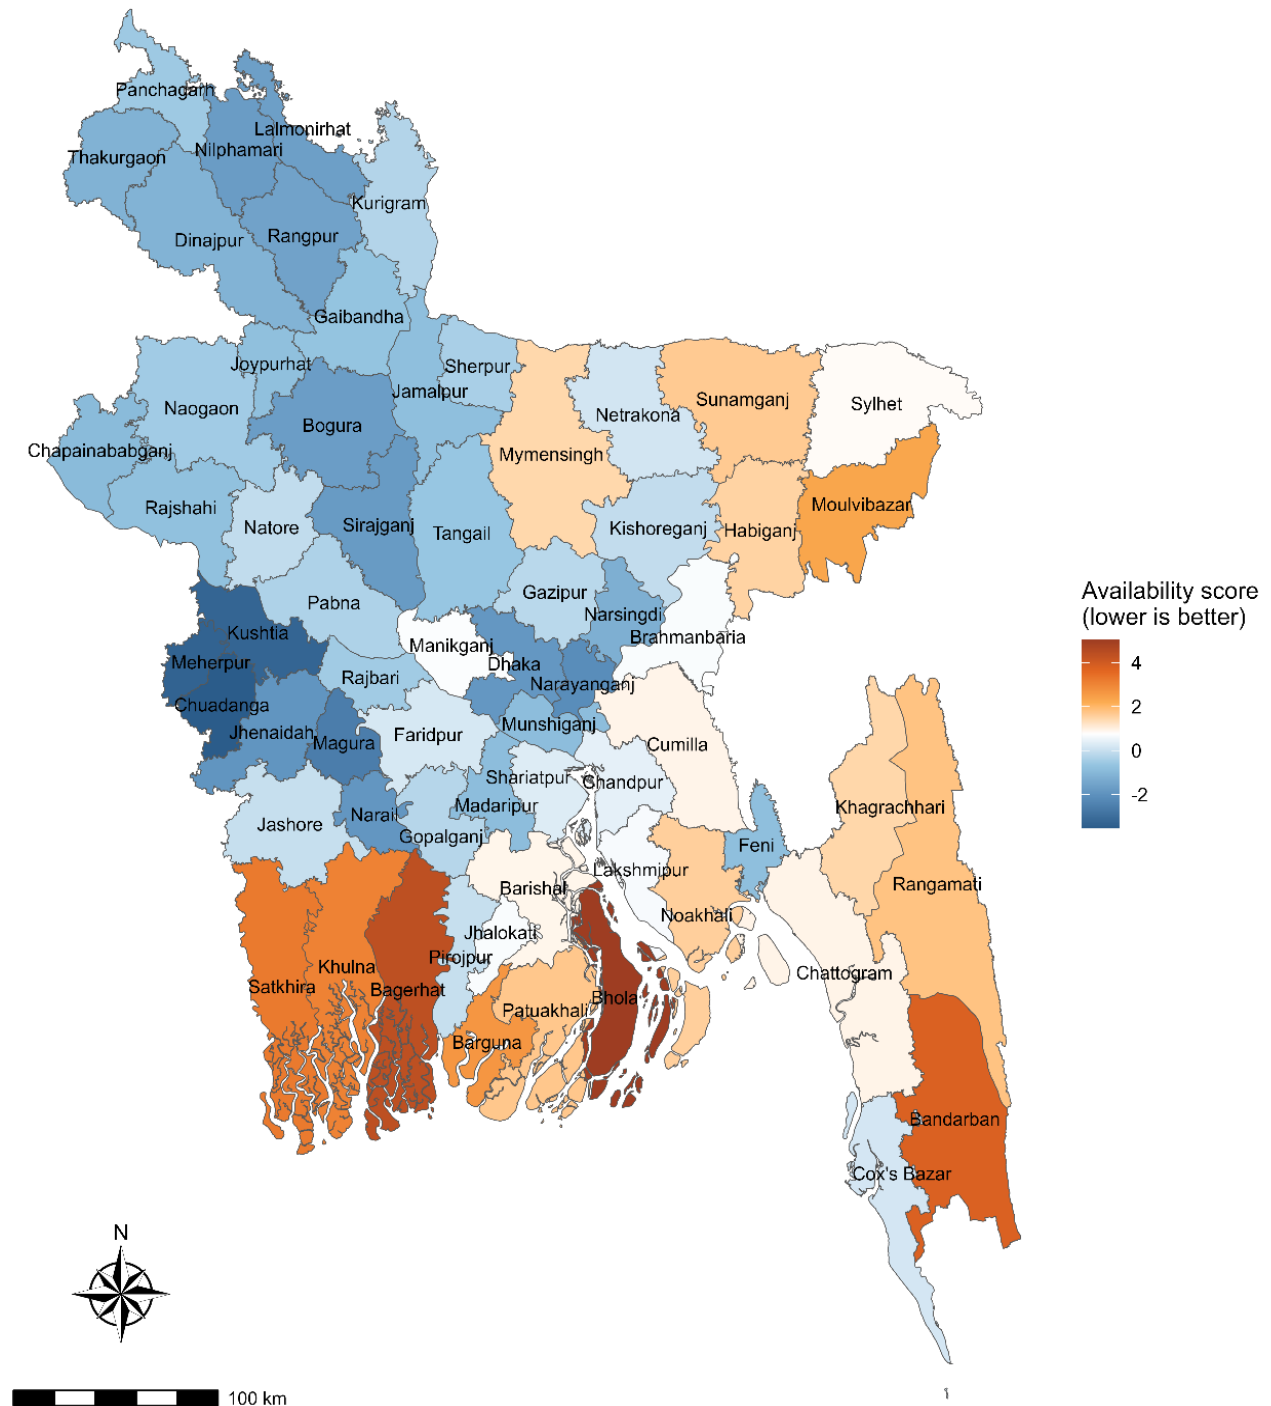 Panchagarh
Lalmonirhat
Thakurgaon
Nilphamari
Kurigram
Dinajpur
Rangpur
Gaibandha
Joypurhat
Sherpur
Jamalpur
Naogaon
Netrakona
Sunamganj
Sylhet
Bogura
Chapainababganj
Mymensingh
Rajshahi
Natore
Sirajganj
Tangail
Kishoreganj
Habiganj
Moulvibazar
Availability score
(lower is better)
4
2
0
-2
Pabna
Gazipur
Narsingdi
Kushtia
Manikganj
Brahmanbaria
Meherpur
Rajbari
Dhaka
Narayanganj
Chuadanga
Jhenaidah
Magura
Faridpur
Munshiganj
Cumilla
Shariatpur
Chandpur
Jashore
Narail
Madaripur
Gopalganj
Feni
Khagrachhari
Lakshmipur
Barishal
Rangamati
Noakhali
Jhalokati
Pirojpur
Khulna
Satkhira
Bagerhat
Patuakhali
Bhola
Chattogram
Barguna
Bandarban
Cox's Bazar
N
100 km